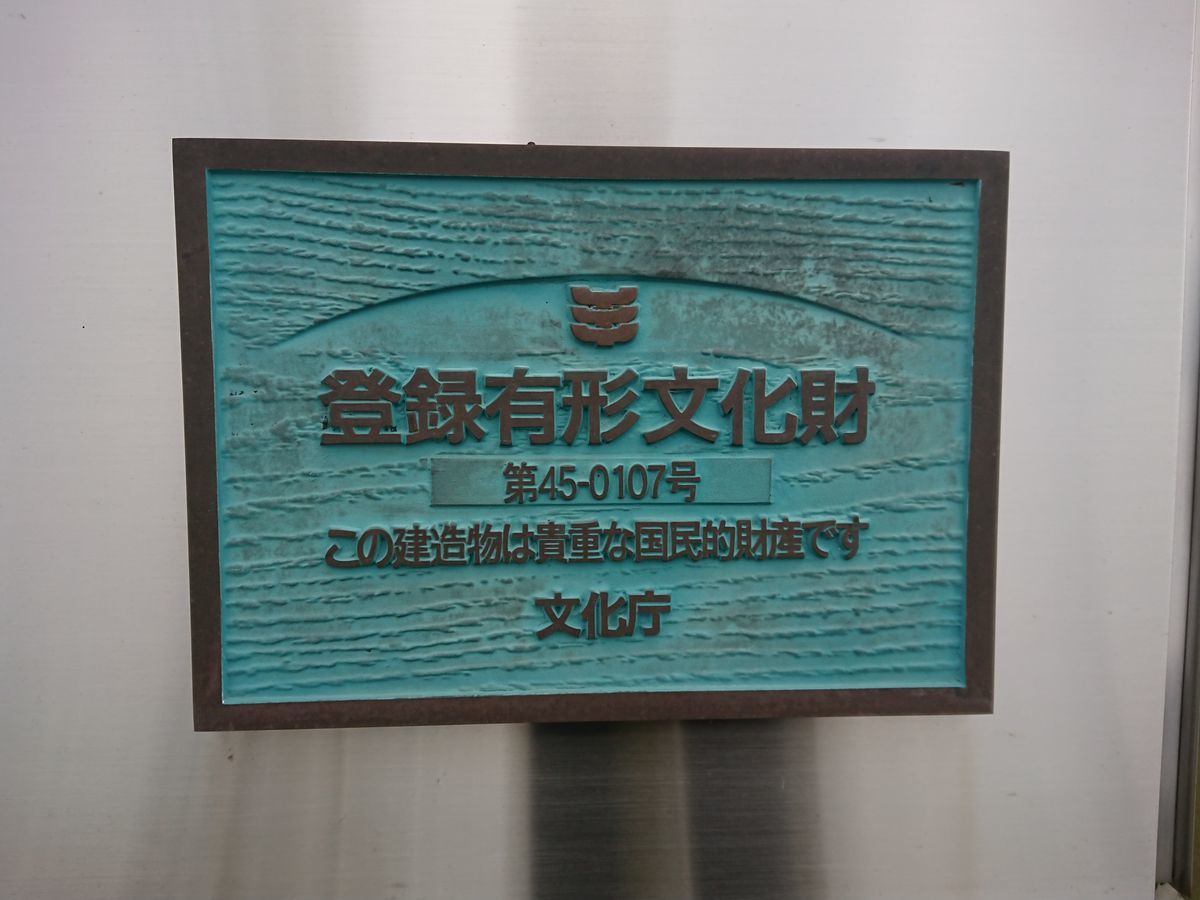 登録有形文化財
第45-0107号
この建造物は貴重な国民的財産です
文化庁